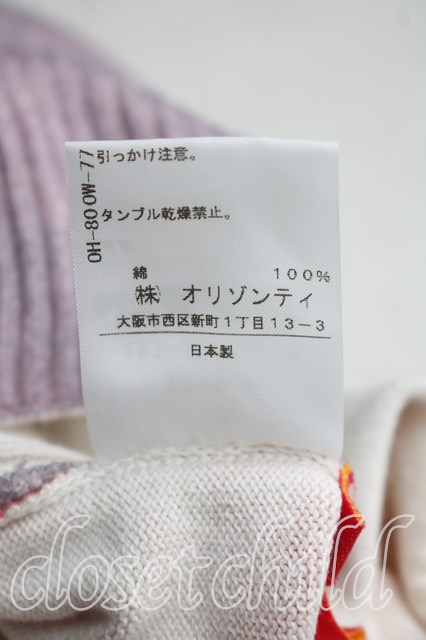 引っかけ注意。
タンブル乾燥禁止。
OH-80OW-77
綿 100%
㈱ オリゾンティ
大阪市西区新町1丁目13-3
日本製
closet child